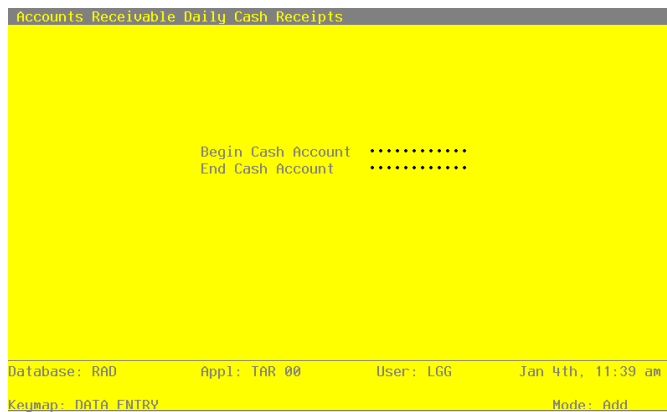 Accounts Receivable Daily Cash Receipts
Begin Cash Account ••••••••••••
End Cash Account ••••••••••••
Database: RAD Appl: TAR 00 User: LGG Jan 4th, 11:39 am
Keymap: DATA ENTRY Mode: Add